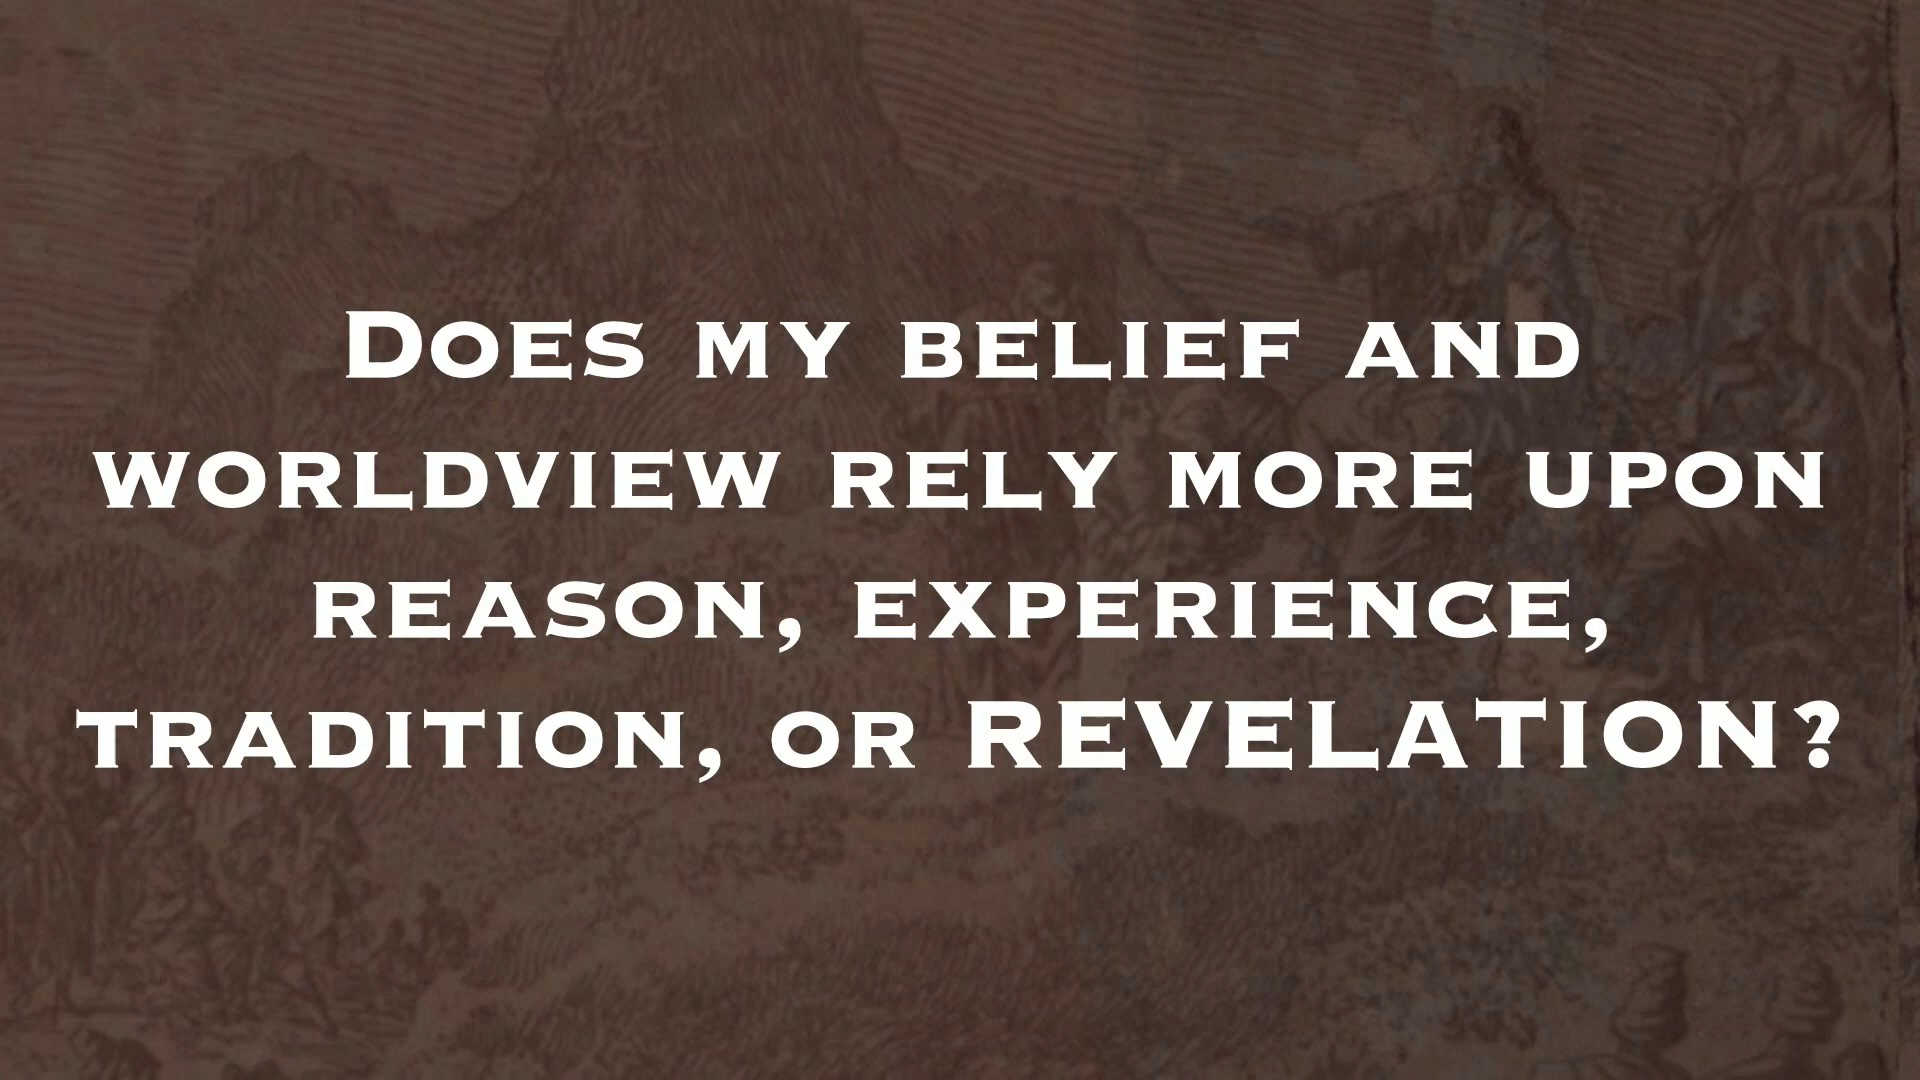 Does my belief and
worldview rely more upon
reason, experience,
tradition, or REVELATION?